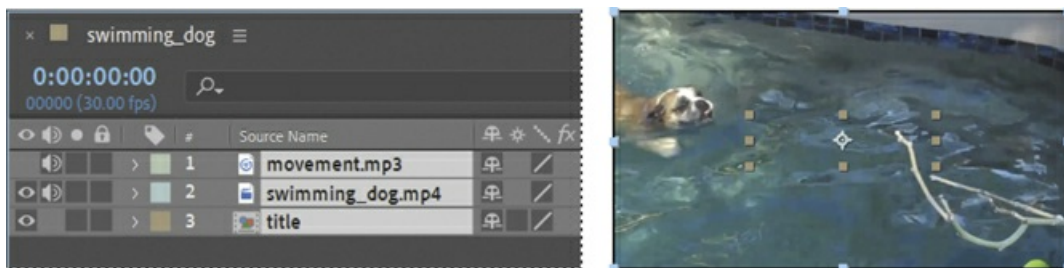 swimming_dog
0:00:00:00
00000 (30.00 fps)
# Source Name fx
1 movement.mp3
2 swimming_dog.mp4
3 title